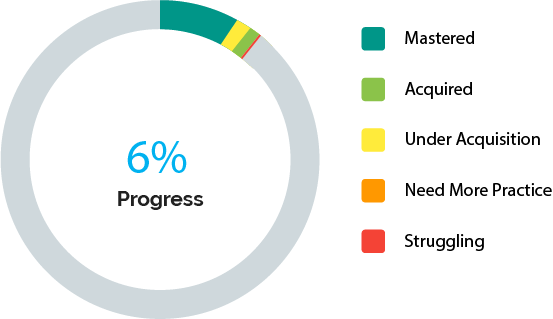 6%
Progress
Mastered
Acquired
Under Acquisition
Need More Practice
Struggling